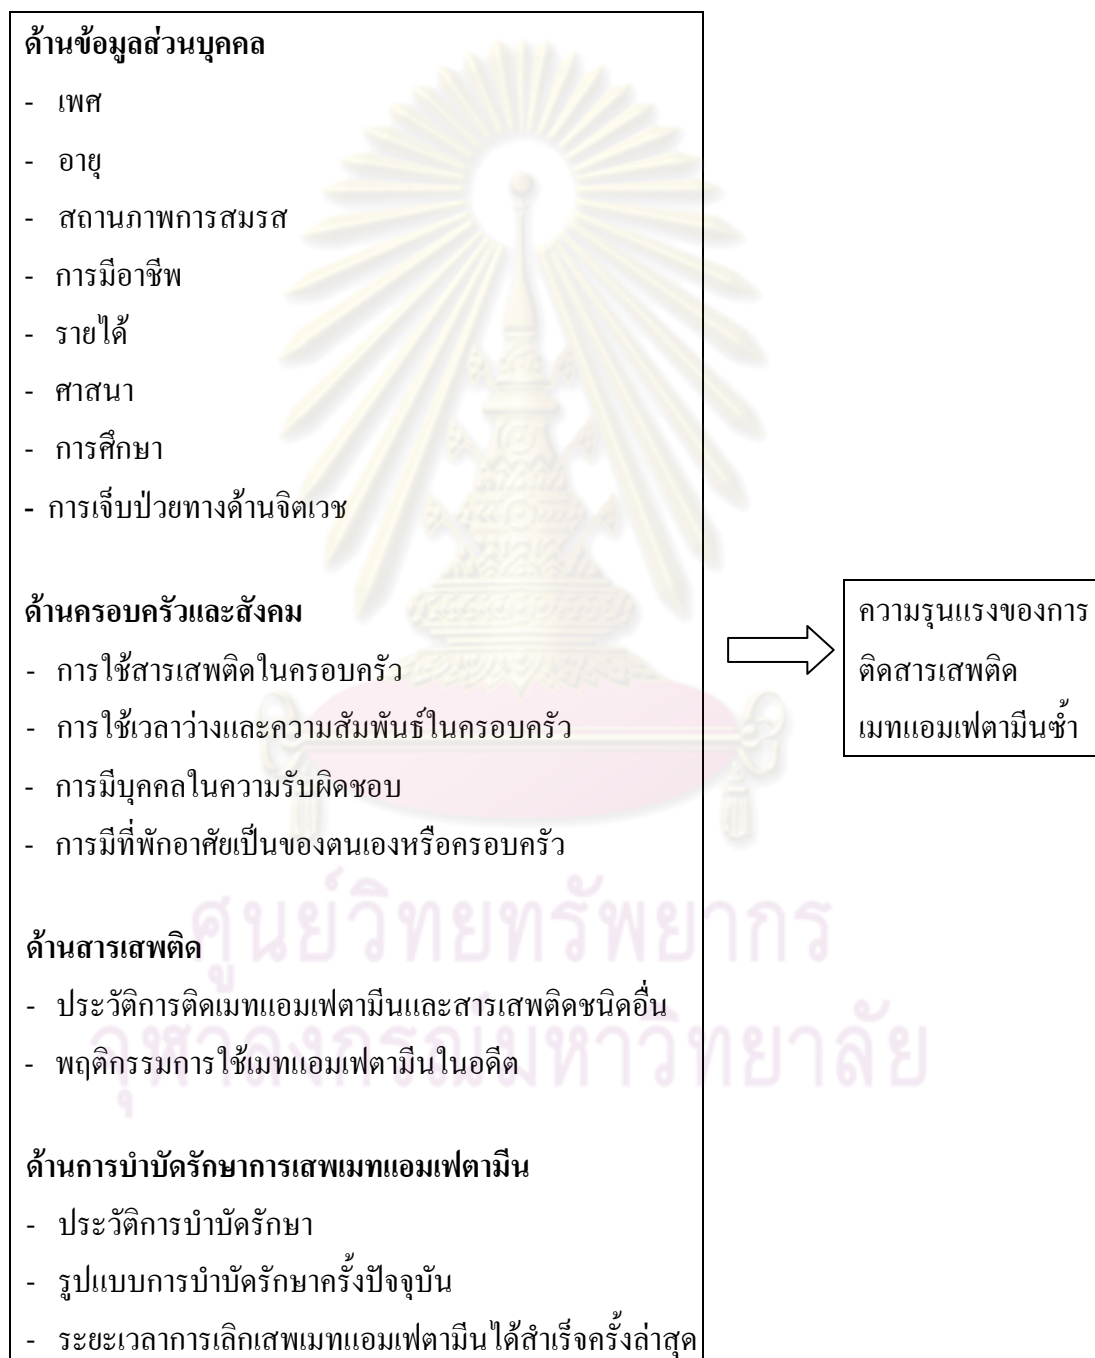 ด้านข้อมูลส่วนบุคคล
- เพศ
- อายุ
- สถานภาพการสมรส
- การมีอาชีพ
- รายได้
- ศาสนา
- การศึกษา
- การเจ็บป่วยทางด้านจิตเวช
ด้านครอบครัวและสังคม
- การใช้สารเสพติดในครอบครัว
- การใช้เวลาว่างและความสัมพันธ์ในครอบครัว
- การมีบุคคลในความรับผิดชอบ
- การมีที่พักอาศัยเป็นของตนเองหรือครอบครัว
ด้านสารเสพติด
- ประวัติการติดเมทแอมเฟตามีนและสารเสพติดชนิดอื่น
- พฤติกรรมการใช้เมทแอมเฟตามีนในอดีต
ด้านการบำบัดรักษาการเสพเมทแอมเฟตามีน
- ประวัติการบำบัดรักษา
- รูปแบบการบำบัดรักษาครั้งปัจจุบัน
- ระยะเวลาการเลิกเสพเมทแอมเฟตามีนได้สำเร็จครั้งล่าสุด
ความรุนแรงของการ
ติดสารเสพติด
เมทแอมเฟตามีนซ้ำ
ศูนย์วิทยทรัพยากร
จุฬาลงกรณ์มหาวิทยาลัย